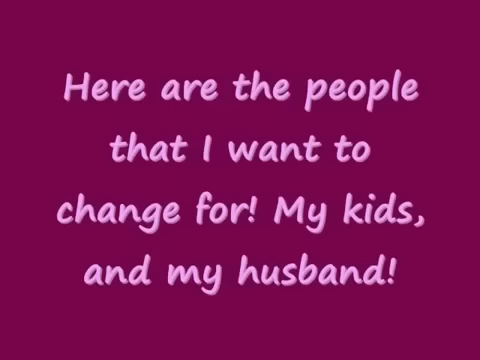 Here are the people
that I want to
change for! My kids,
and my husband!